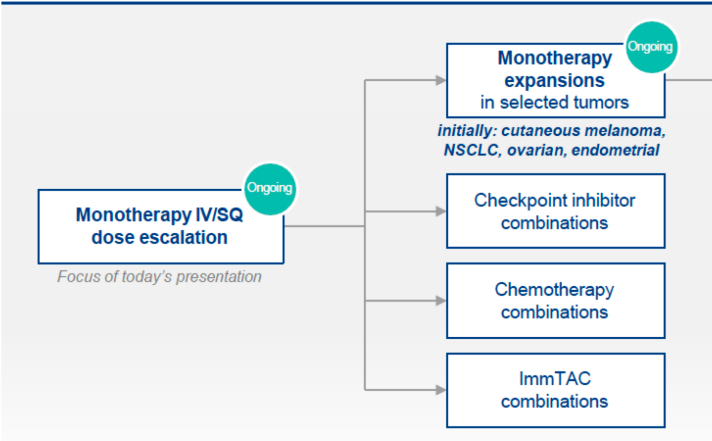 Ongoing
Monotherapy
expansions
in selected tumors
initially: cutaneous melanoma,
NSCLC, ovarian, endometrial
Ongoing
Monotherapy IV/SQ
dose escalation
Focus of today's presentation
Checkpoint inhibitor
combinations
Chemotherapy
combinations
ImmTAC
combinations